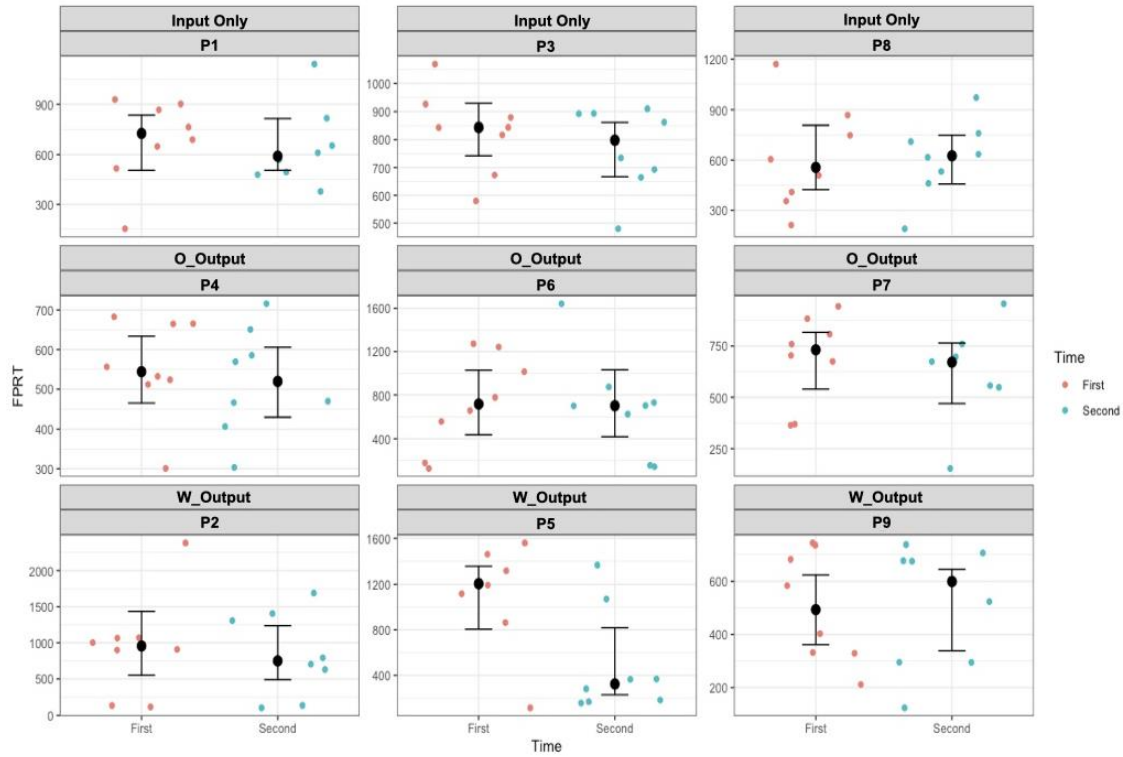 Input Only
P1
Input Only
P3
Input Only
P8
900
600
300
1000
900
800
700
600
500
1200
900
600
300
O_Output
P4
O_Output
P6
O_Output
P7
700
600
500
400
300
1600
1200
800
400
750
500
250
W_Output
P2
W_Output
P5
W_Output
P9
2000
1500
1000
500
0
1600
1200
800
400
600
400
200
First
Second
First
Second
First
Second
Time
FPRT
Time
First
Second